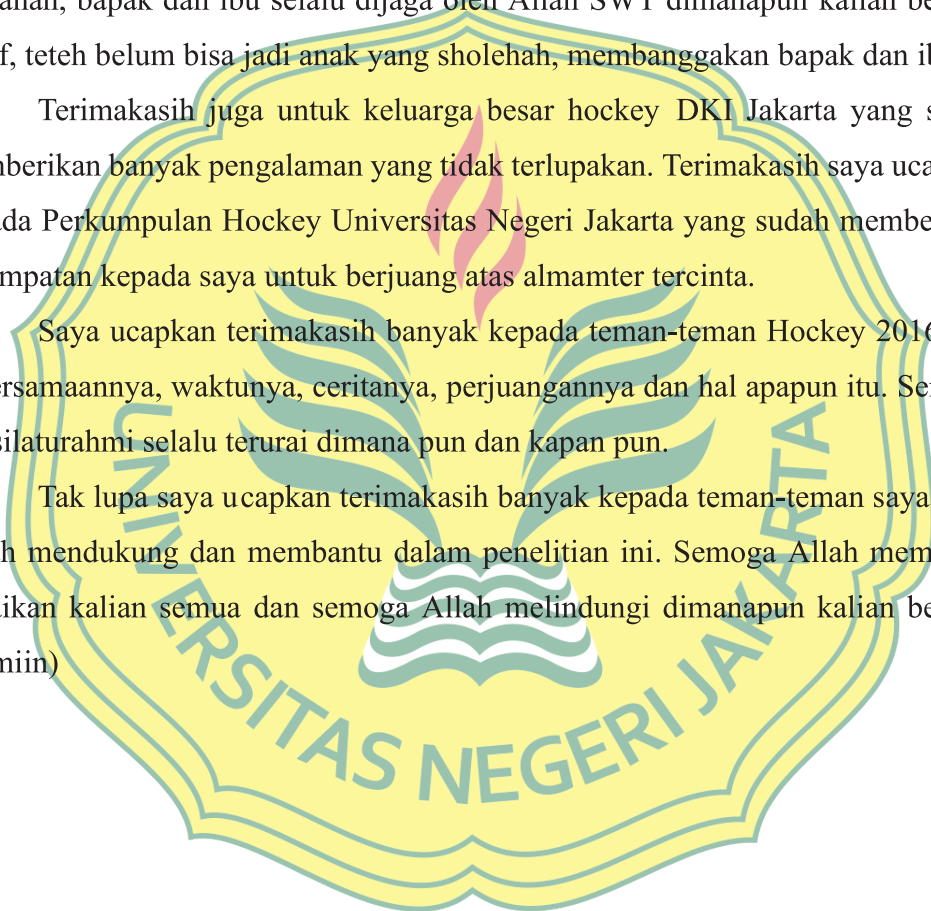 bapak dan ibu selalu dijaga oleh Allah SWT dimanapun kalian be
f, teteh belum bisa jadi anak yang sholehah, membanggakan bapak dan ib
Terimakasih juga untuk keluarga besar hockey DKI Jakarta yang s
mberikan banyak pengalaman yang tidak terlupakan. Terimakasih saya uca
ada Perkumpulan Hockey Universitas Negeri Jakarta yang sudah membe
mpatan kepada saya untuk berjuang atas almamter tercinta.
Saya ucapkan terimakasih banyak kepada teman-teman Hockey 2016
ersamaannya, waktunya, ceritanya, perjuangannya dan hal apapun itu. Se
silaturahmi selalu terurai dimana pun dan kapan pun.
Tak lupa saya ucapkan terimakasih banyak kepada teman-teman saya
h mendukung dan membantu dalam penelitian ini. Semoga Allah mem
aikan kalian semua dan semoga Allah melindungi dimanapun kalian be
miin)
UNIVERSITAS NEGERI JAKARTA